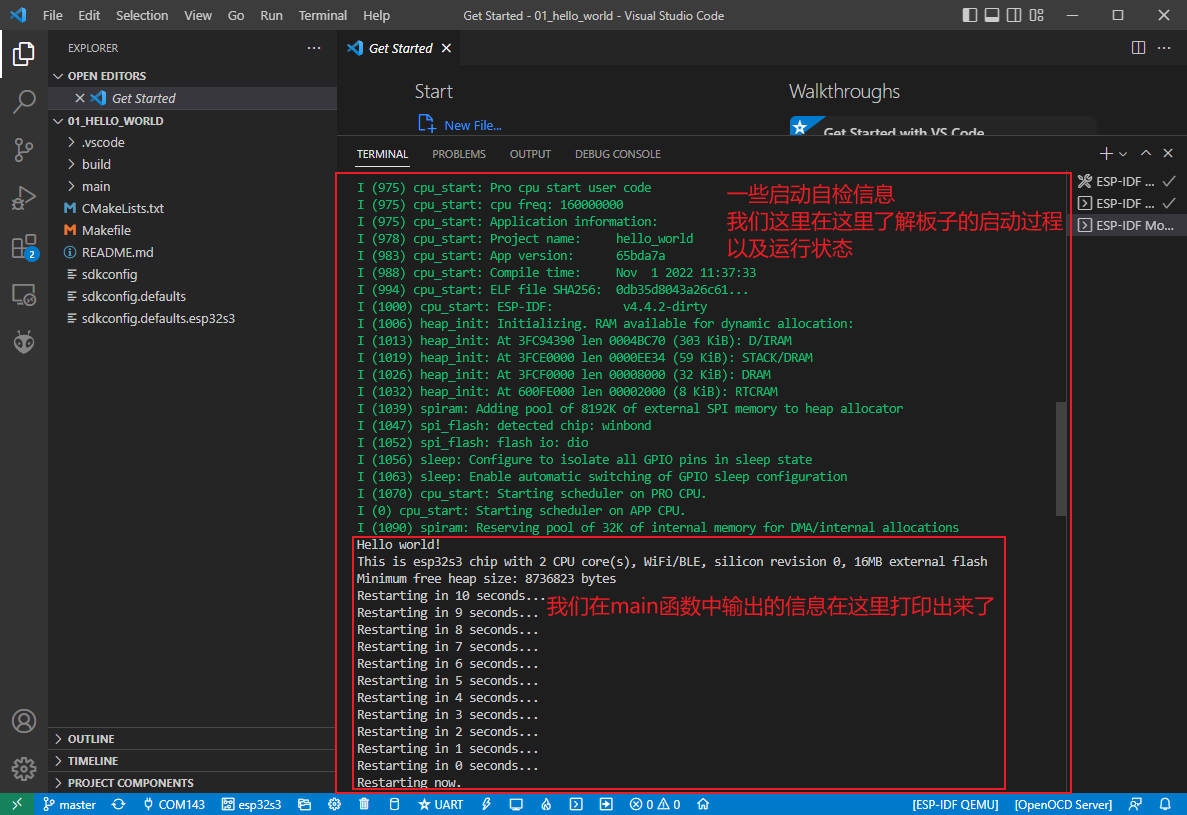 File Edit Selection View Go Run Terminal Help
Get Started - 01_hello_world - Visual Studio Code
EXPLORER
OPEN EDITORS
Get Started
01_HELLO_WORLD
.vscode
build
main
CMakeLists.txt
Makefile
README.md
sdkconfig
sdkconfig.defaults
sdkconfig.defaults.esp32s3
2
OUTLINE
TIMELINE
PROJECT COMPONENTS
Get Started
Start
New File...
Walkthroughs
Get Started with VS Code
TERMINAL PROBLEMS OUTPUT DEBUG CONSOLE
I (975) cpu_start: Pro cpu start user code
I (975) cpu_start: cpu freq: 160000000
I (975) cpu_start: Application information:
I (978) cpu_start: Project name:     hello_world
I (983) cpu_start: App version:      65bda7a
I (988) cpu_start: Compile time:     Nov  1 2022 11:37:33
I (994) cpu_start: ELF file SHA256:  0db35d8043a26c61...
I (1000) cpu_start: ESP-IDF:          v4.4.2-dirty
I (1006) heap_init: Initializing. RAM available for dynamic allocation:
I (1013) heap_init: At 3FC94390 len 0004BC70 (303 KiB): D/IRAM
I (1019) heap_init: At 3FCE0000 len 0000EE34 (59 KiB): STACK/DRAM
I (1026) heap_init: At 3FCF0000 len 00008000 (32 KiB): DRAM
I (1032) heap_init: At 600FE000 len 00002000 (8 KiB): RTCRAM
I (1039) spiram: Adding pool of 8192K of external SPI memory to heap allocator
I (1047) spi_flash: detected chip: winbond
I (1052) spi_flash: flash io: dio
I (1056) sleep: Configure to isolate all GPIO pins in sleep state
I (1063) sleep: Enable automatic switching of GPIO sleep configuration
I (1070) cpu_start: Starting scheduler on PRO CPU.
I (0) cpu_start: Starting scheduler on APP CPU.
I (1090) spiram: Reserving pool of 32K of internal memory for DMA/internal allocations
一些启动自检信息
我们这里在这里了解板子的启动过程
以及运行状态
Hello world!
This is esp32s3 chip with 2 CPU core(s), WiFi/BLE, silicon revision 0, 16MB external flash
Minimum free heap size: 8736823 bytes
Restarting in 10 seconds...
Restarting in 9 seconds...
Restarting in 8 seconds...
Restarting in 7 seconds...
Restarting in 6 seconds...
Restarting in 5 seconds...
Restarting in 4 seconds...
Restarting in 3 seconds...
Restarting in 2 seconds...
Restarting in 1 seconds...
Restarting in 0 seconds...
Restarting now.
我们在main函数中输出的信息在这里打印出来了
ESP-IDF ...
ESP-IDF ...
ESP-IDF Mo...
master COM143 esp32s3 UART 0 0 [ESP-IDF QEMU] [OpenOCD Server]